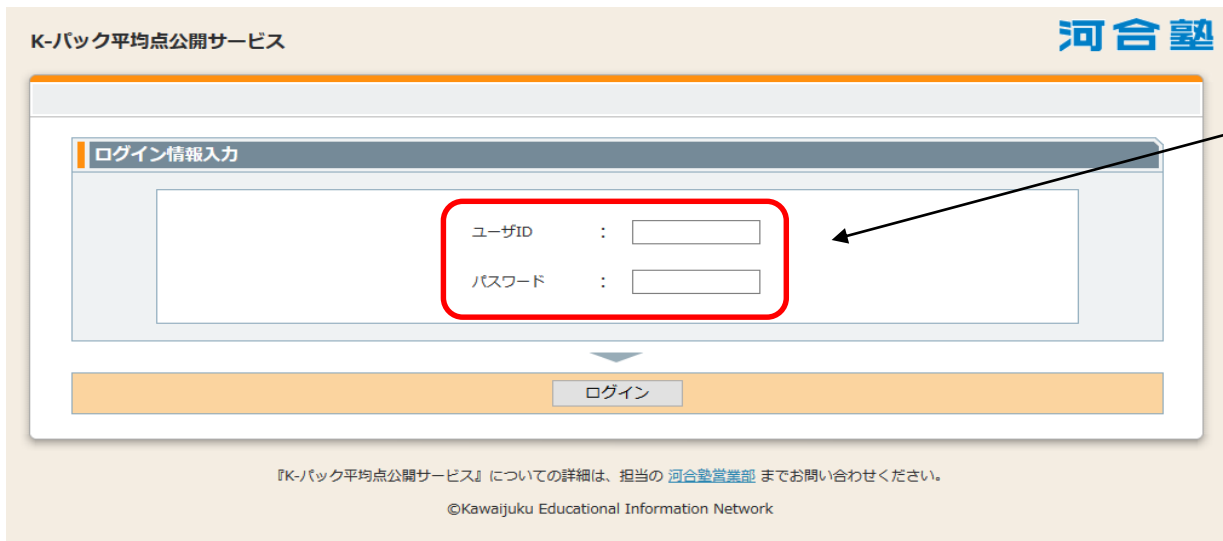 K-パック平均点公開サービス
河合塾
ログイン情報入力
ユーザID :
パスワード :
ログイン
『K-パック平均点公開サービス』についての詳細は、担当の 河合塾営業部 までお問い合わせください。
©Kawaijuku Educational Information Network